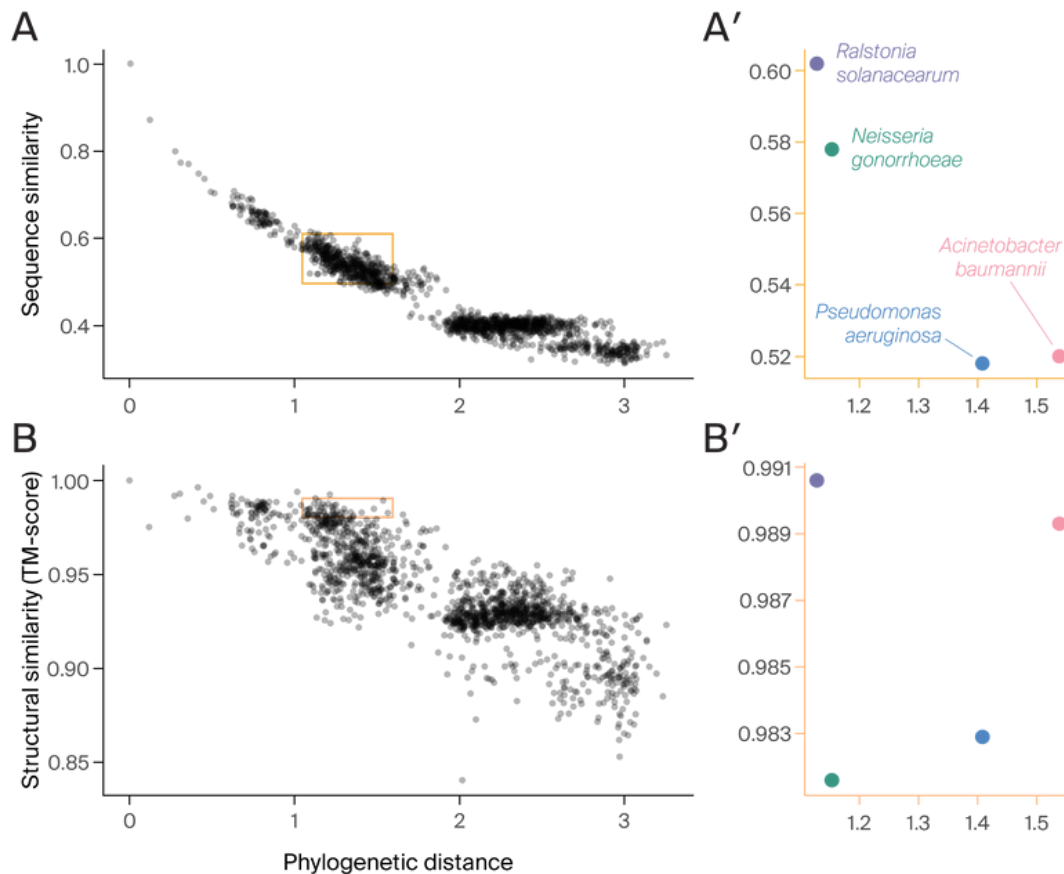 A
Sequence similarity
1.0
0.8
0.6
0.4
0
1
2
3
A′
0.60
0.58
0.56
0.54
0.52
Ralstonia
solanacearum
Neisseria
gonorrhoeae
Acinetobacter
baumannii
Pseudomonas
aeruginosa
1.2
1.3
1.4
1.5
B
Structural similarity (TM-score)
1.00
0.95
0.90
0.85
0
1
2
3
Phylogenetic distance
B′
0.991
0.989
0.987
0.985
0.983
1.2
1.3
1.4
1.5